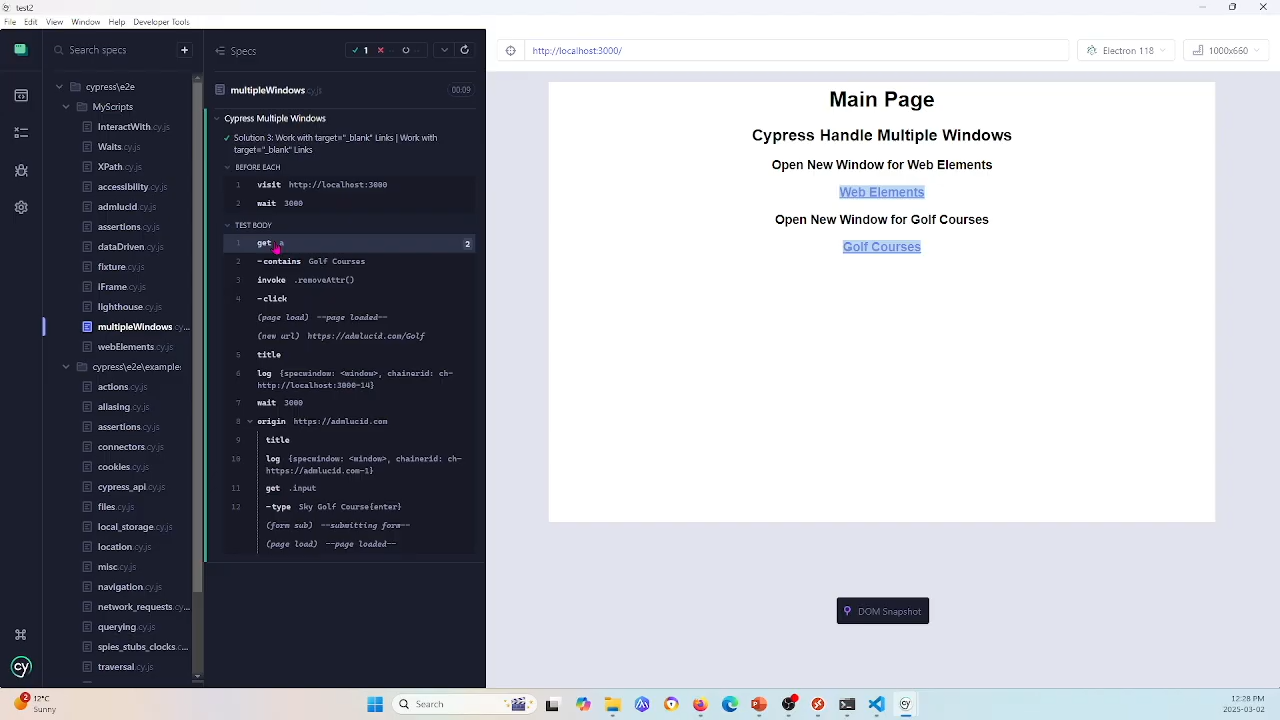 test2
File Edit View Window Help Developer Tools
Search specs
+
Specs
1
-- 
--
http://localhost:3000/
Electron 118
1000x660
cypress\e2e
MyScripts
InteractWith.cy.js
Waits.cy.js
XPath.cy.js
accessibility.cy.js
admlucid.cy.js
assertions.cy.js
dataDriven.cy.js
fixture.cy.js
iFrame.cy.js
lighthouse.cy.js
multipleWindows.cy...
webElements.cy.js
cypress\e2e\example
actions.cy.js
aliasing.cy.js
assertions.cy.js
connectors.cy.js
cookies.cy.js
cypress_api.cy.js
files.cy.js
local_storage.cy.js
location.cy.js
misc.cy.js
navigation.cy.js
network_requests.cy...
querying.cy.js
spies_stubs_clocks.c...
traversal.cy.js
cy
multipleWindows cy.js
00:09
Cypress Multiple Windows
Solution 3: Work with target="_blank" Links | Work with
target="_blank" Links
BEFORE EACH
1 visit http://localhost:3000
2 wait 3000
TEST BODY
1 get a 2
2 -contains Golf Courses
3 invoke .removeAttr()
4 -click
(page load) --page loaded--
(new url) https://admlucid.com/Golf
5 title
6 log {specwindow: <window>, chainerid: ch-
http://localhost:3000-14}
7 wait 3000
8 origin https://admlucid.com
9 title
10 log {specwindow: <window>, chainerid: ch-
https://admlucid.com-1}
11 get .input
12 -type Sky Golf Course{enter}
(form sub) --submitting form--
(page load) --page loaded--
Main Page
Cypress Handle Multiple Windows
Open New Window for Web Elements
Web Elements
Open New Window for Golf Courses
Golf Courses
DOM Snapshot
2
12°C
Sunny
Search
12:28 PM
2025-03-02